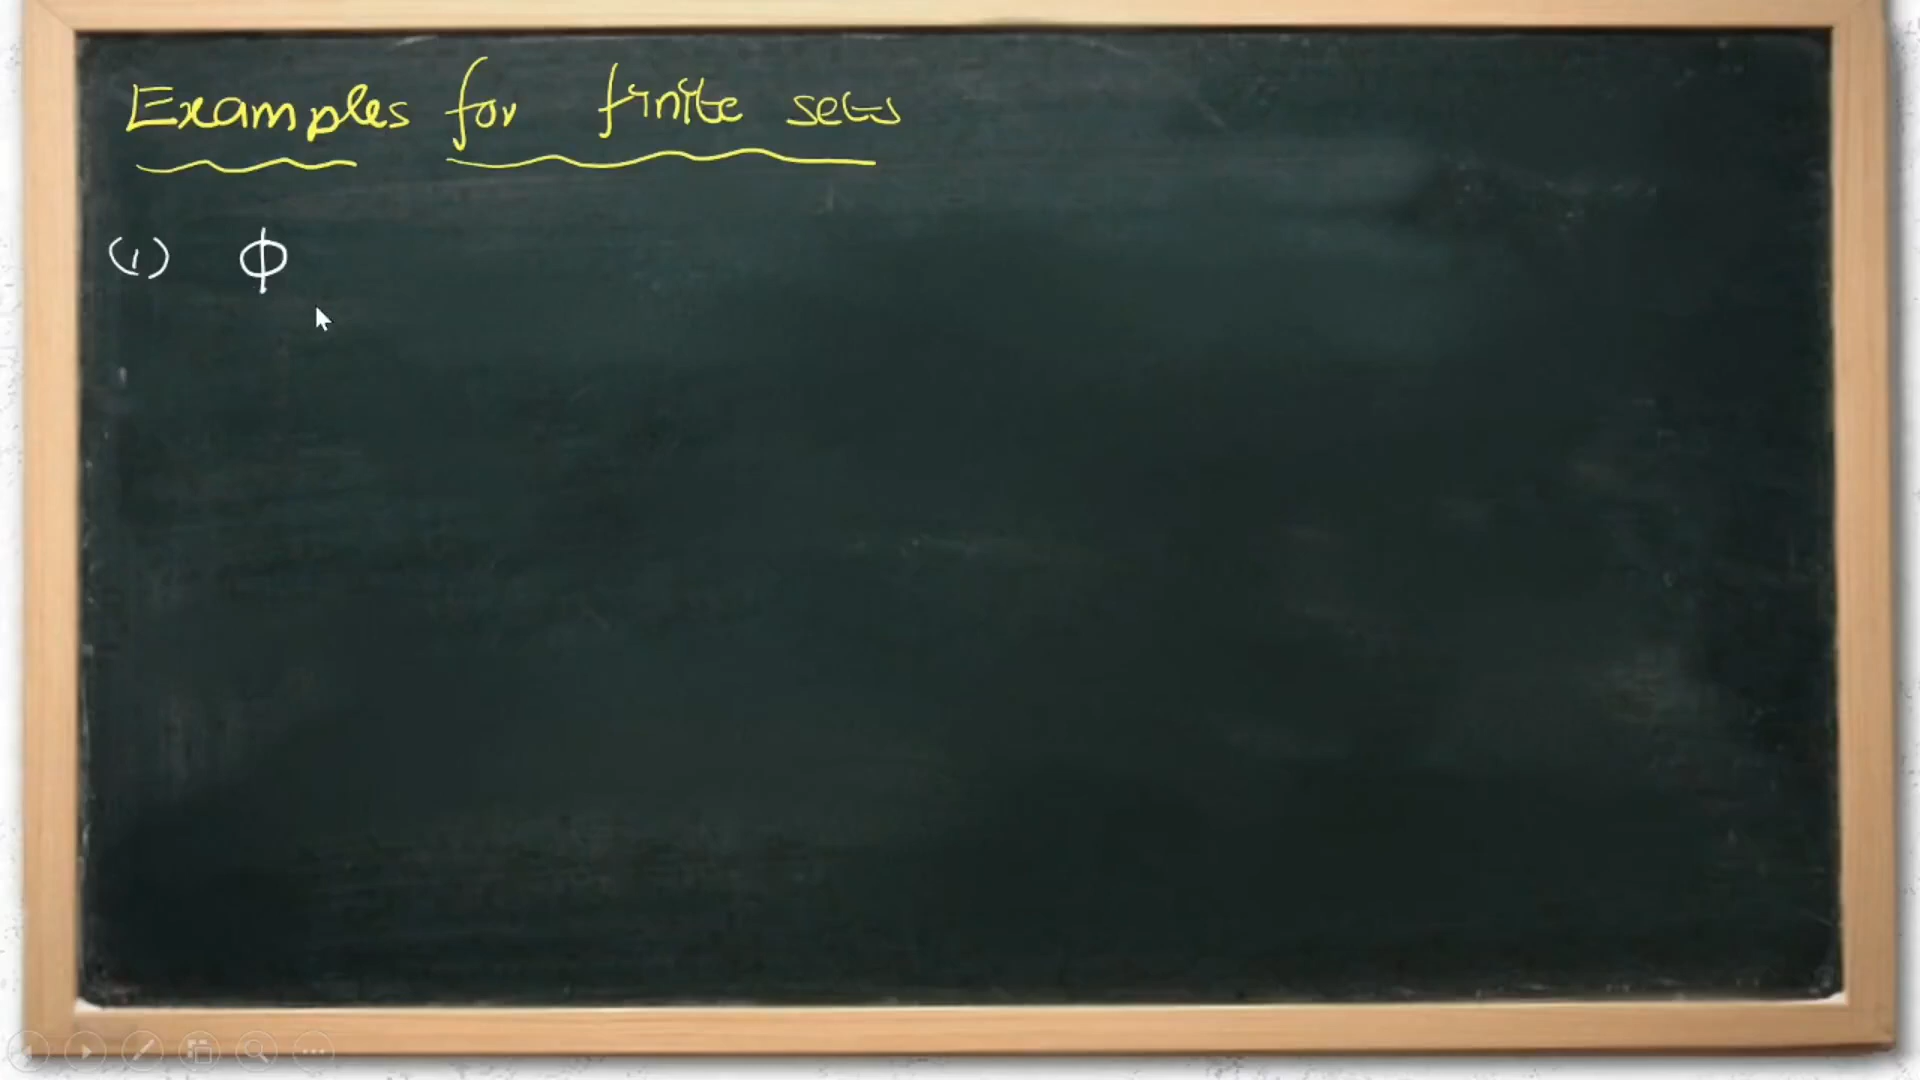 Examples for finite sets
(1) ϕ